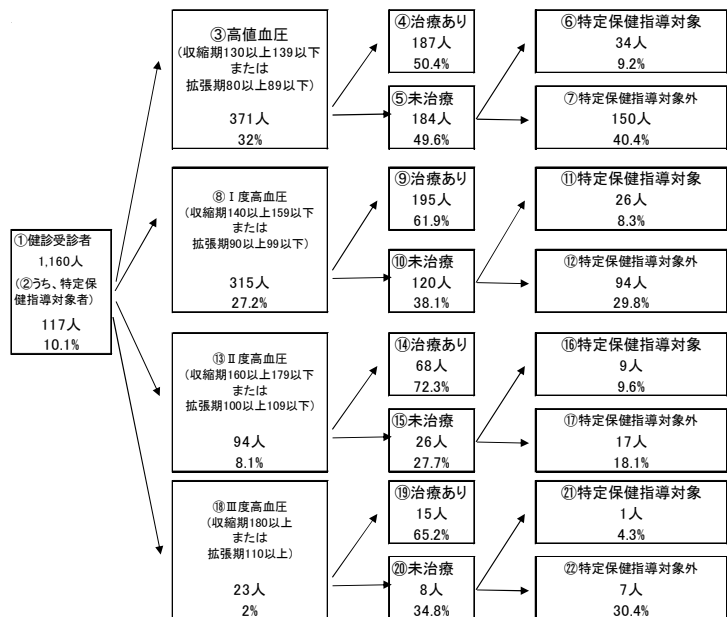 ①健診受診者
1,160人
(②うち、特定保
健指導対象者)
117人
10.1%
③高値血圧
(収縮期130以上139以下
または
拡張期80以上89以下)
371人
32%
④治療あり
187人
50.4%
⑤未治療
184人
49.6%
⑥特定保健指導対象
34人
9.2%
⑦特定保健指導対象外
150人
40.4%
⑧Ⅰ度高血圧
(収縮期140以上159以下
または
拡張期90以上99以下)
315人
27.2%
⑨治療あり
195人
61.9%
⑩未治療
120人
38.1%
⑪特定保健指導対象
26人
8.3%
⑫特定保健指導対象外
94人
29.8%
⑬Ⅱ度高血圧
(収縮期160以上179以下
または
拡張期100以上109以下)
94人
8.1%
⑭治療あり
68人
72.3%
⑮未治療
26人
27.7%
⑯特定保健指導対象
9人
9.6%
⑰特定保健指導対象外
17人
18.1%
⑱Ⅲ度高血圧
(収縮期180以上
または
拡張期110以上)
23人
2%
⑲治療あり
15人
65.2%
⑳未治療
8人
34.8%
㉑特定保健指導対象
1人
4.3%
㉒特定保健指導対象外
7人
30.4%